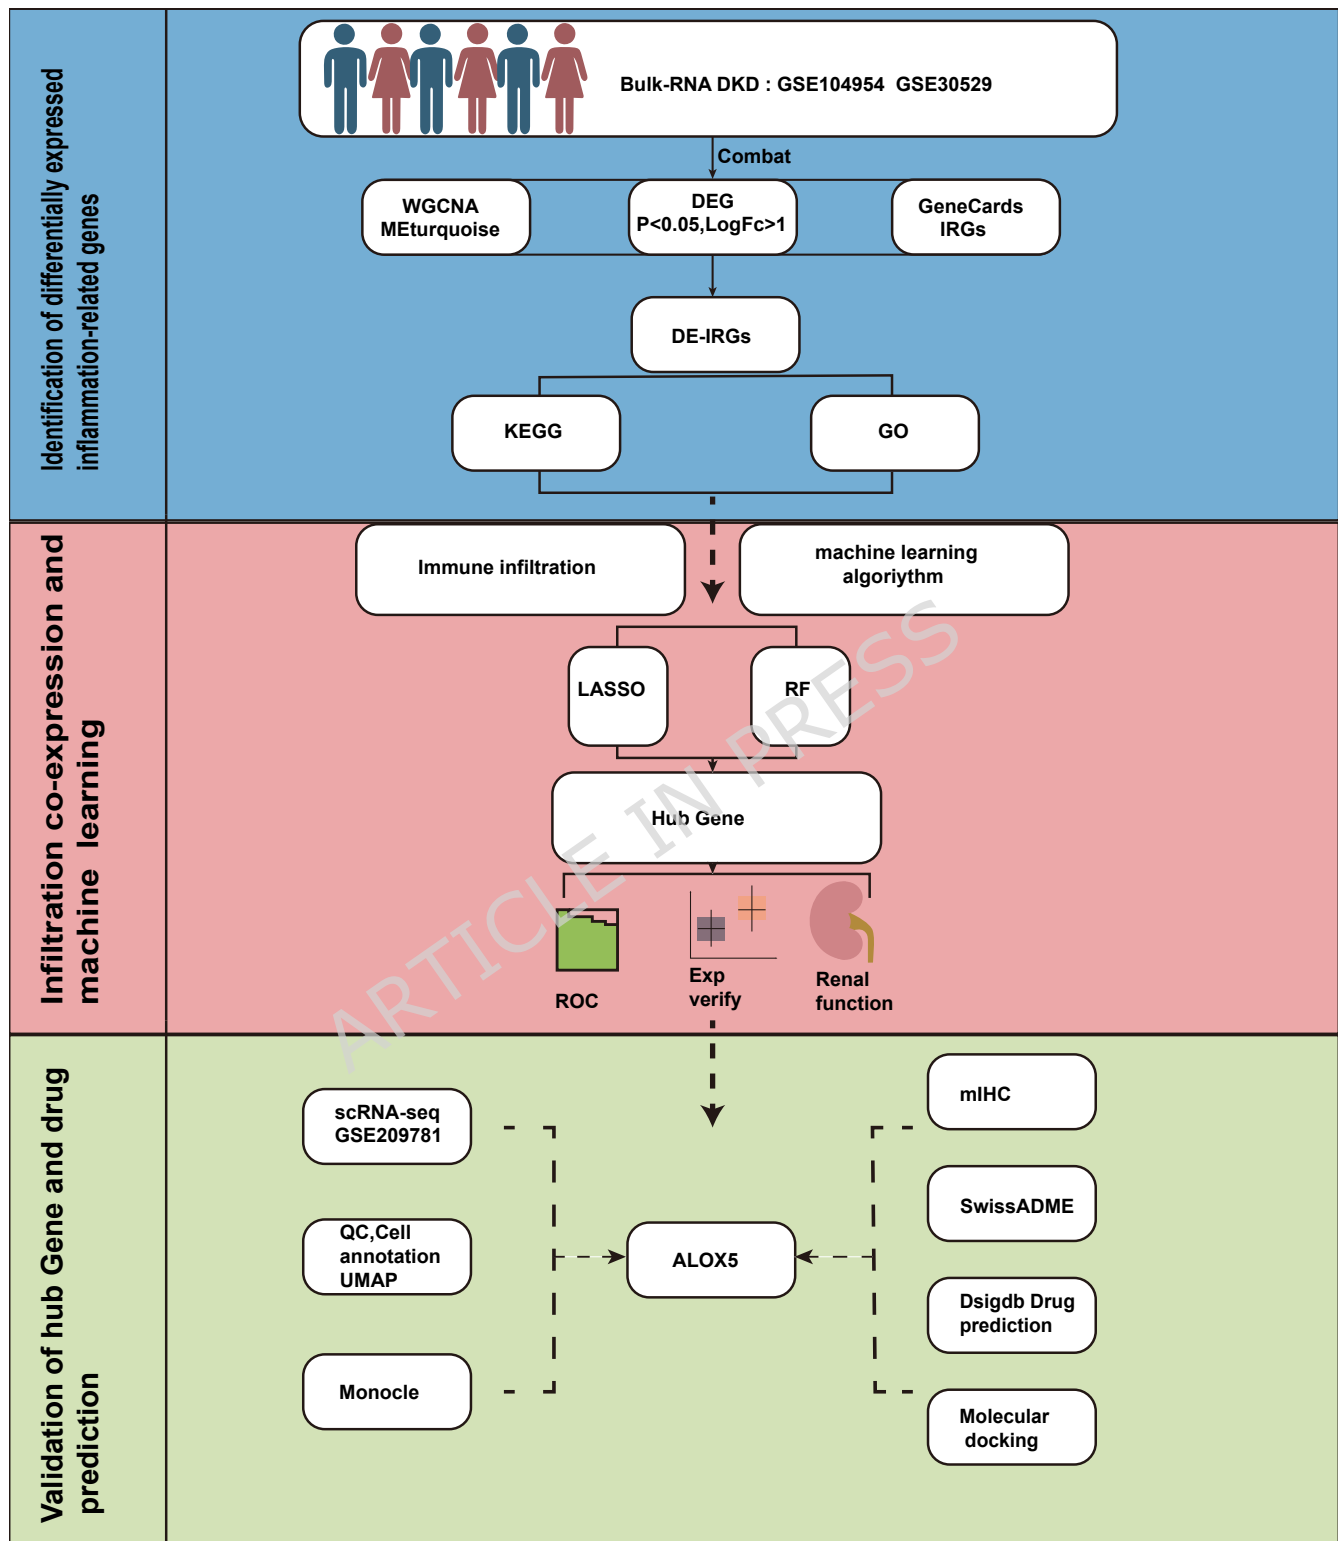 Identification of differentially expressed
inflammation-related genes
Bulk-RNA DKD : GSE104954 GSE30529
Combat
WGCNA
MEturquoise
DEG
P<0.05,LogFc>1
GeneCards
IRGs
DE-IRGs
KEGG
GO
Infiltration co-expression and
machine learning
Immune infiltration
machine learning
algoriythm
LASSO
RF
Hub Gene
ROC
Exp
verify
Renal
function
ARTICLE IN PRESS
Validation of hub Gene and drug
prediction
scRNA-seq
GSE209781
QC,Cell
annotation
UMAP
Monocle
ALOX5
mIHC
SwissADME
Dsigdb Drug
prediction
Molecular
docking